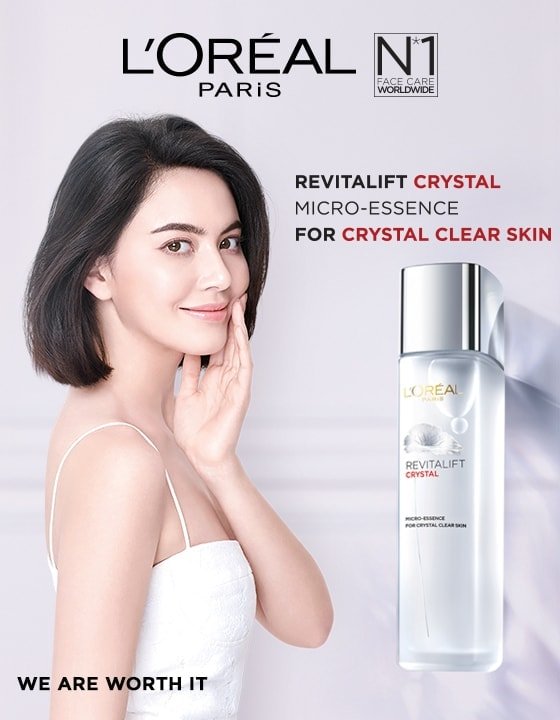 L'ORÉAL
PARiS
N*1
FACE CARE
WORLDWIDE
REVITALIFT CRYSTAL
MICRO-ESSENCE
FOR CRYSTAL CLEAR SKIN
L'ORÉAL
PARIS
REVITALIFT
CRYSTAL
MICRO-ESSENCE
FOR CRYSTAL CLEAR SKIN
WE ARE WORTH IT